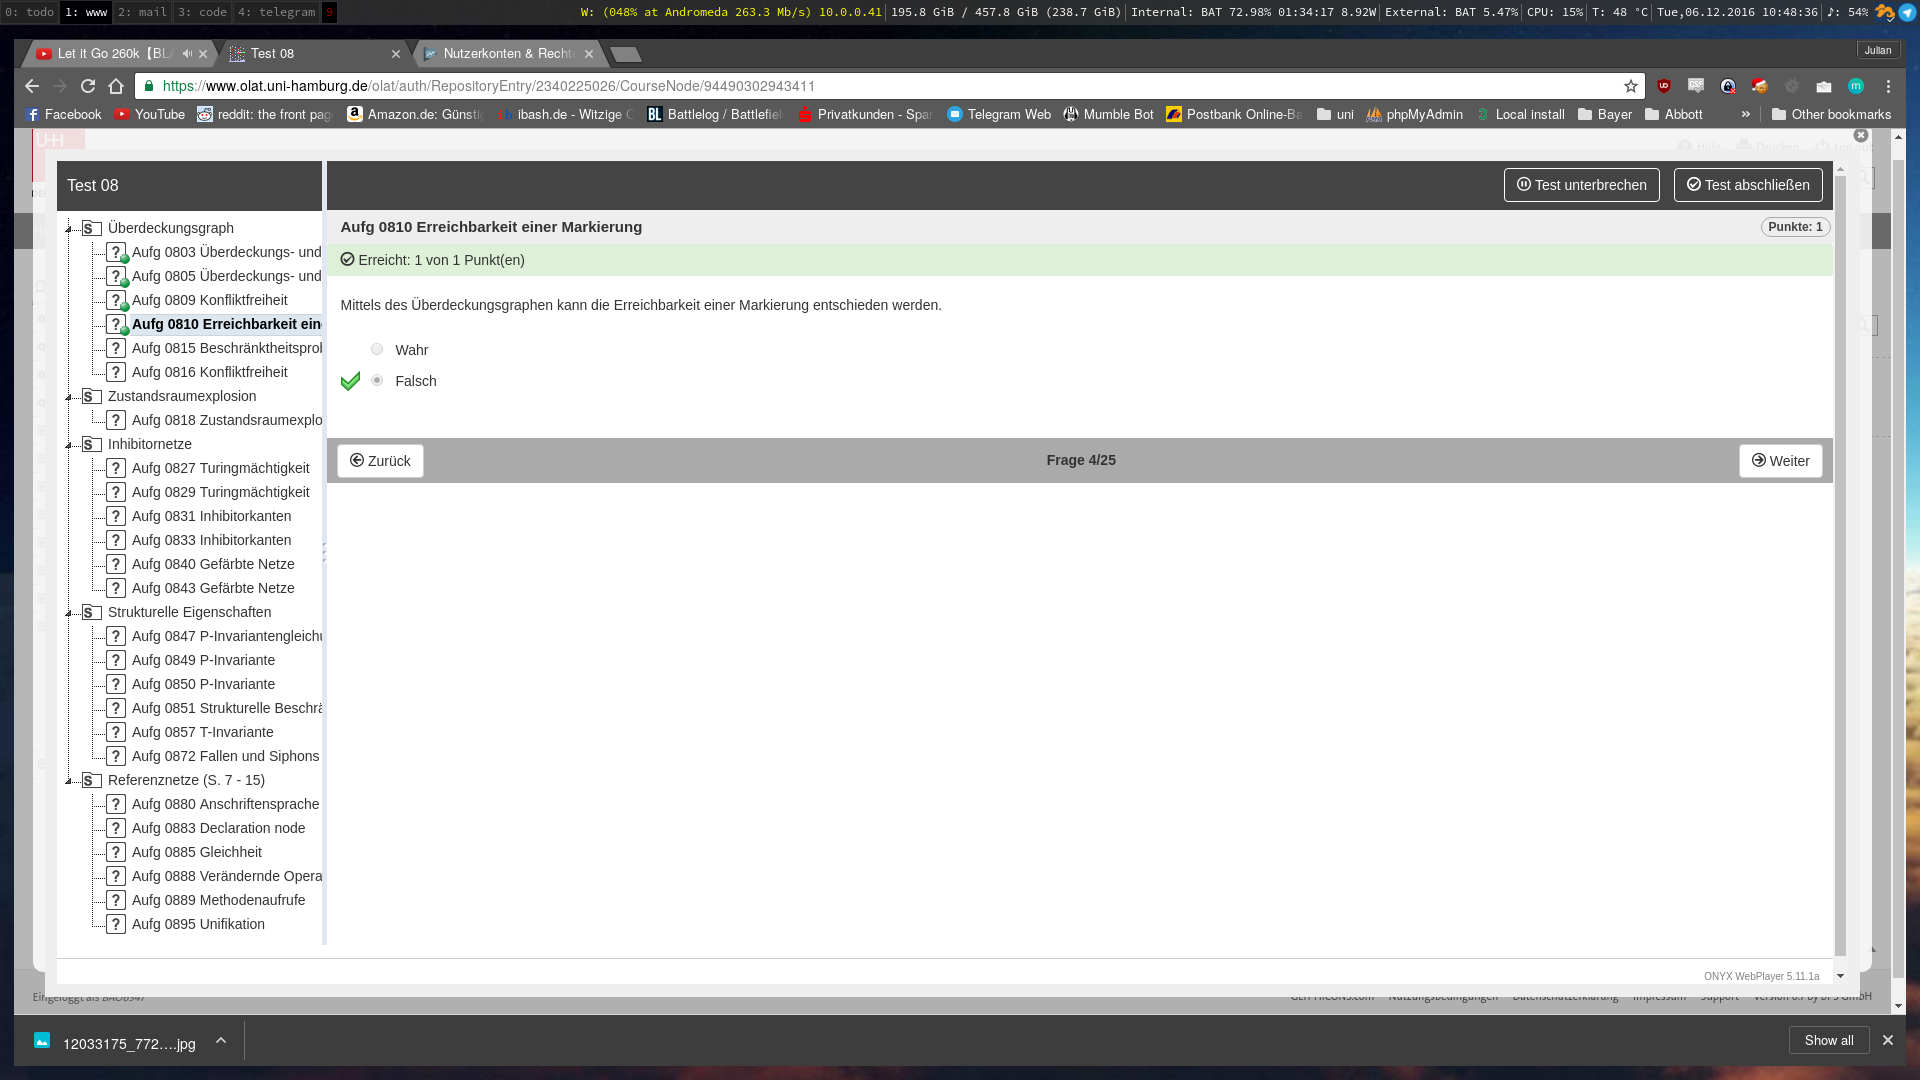 0: todo 1: www 2: mail 3: code 4: telegram 9
W: (048% at Andromeda 263.3 Mb/s) 10.0.0.41 195.8 GiB / 457.8 GiB (238.7 GiB) Internal: BAT 72.98% 01:34:17 8.92W External: BAT 5.47% CPU: 15% T: 48 °C Tue,06.12.2016 10:48:36 ♪: 54%
Let it Go 260k【BLA Test 08 Nutzerkonten & Recht Julian
https://www.olat.uni-hamburg.de/olat/auth/RepositoryEntry/2340225026/CourseNode/94490302943411
Facebook YouTube reddit: the front pag Amazon.de: Günsti ibash.de - Witzige Battlelog / Battlefiel Privatkunden - Spar Telegram Web Mumble Bot Postbank Online-Ba uni phpMyAdmin Local install Bayer Abbott » Other bookmarks
Test 08
Test unterbrechen
Test abschließen
Überdeckungsgraph
Aufg 0803 Überdeckungs- und
Aufg 0805 Überdeckungs- und
Aufg 0809 Konfliktfreiheit
Aufg 0810 Erreichbarkeit ein
Aufg 0815 Beschränktheitsprol
Aufg 0816 Konfliktfreiheit
Zustandsraumexplosion
Aufg 0818 Zustandsraumexplo
Inhibitornetze
Aufg 0827 Turingmächtigkeit
Aufg 0829 Turingmächtigkeit
Aufg 0831 Inhibitorkanten
Aufg 0833 Inhibitorkanten
Aufg 0840 Gefärbte Netze
Aufg 0843 Gefärbte Netze
Strukturelle Eigenschaften
Aufg 0847 P-Invariantengleichu
Aufg 0849 P-Invariante
Aufg 0850 P-Invariante
Aufg 0851 Strukturelle Beschrä
Aufg 0857 T-Invariante
Aufg 0872 Fallen und Siphons
Referenznetze (S. 7 - 15)
Aufg 0880 Anschriftensprache
Aufg 0883 Declaration node
Aufg 0885 Gleichheit
Aufg 0888 Verändernde Opera
Aufg 0889 Methodenaufrufe
Aufg 0895 Unifikation
Aufg 0810 Erreichbarkeit einer Markierung
Punkte: 1
Erreicht: 1 von 1 Punkt(en)
Mittels des Überdeckungsgraphen kann die Erreichbarkeit einer Markierung entschieden werden.
Wahr
Falsch
Zurück
Frage 4/25
Weiter
ONYX WebPlayer 5.11.1a
12033175_772....jpg
Show all